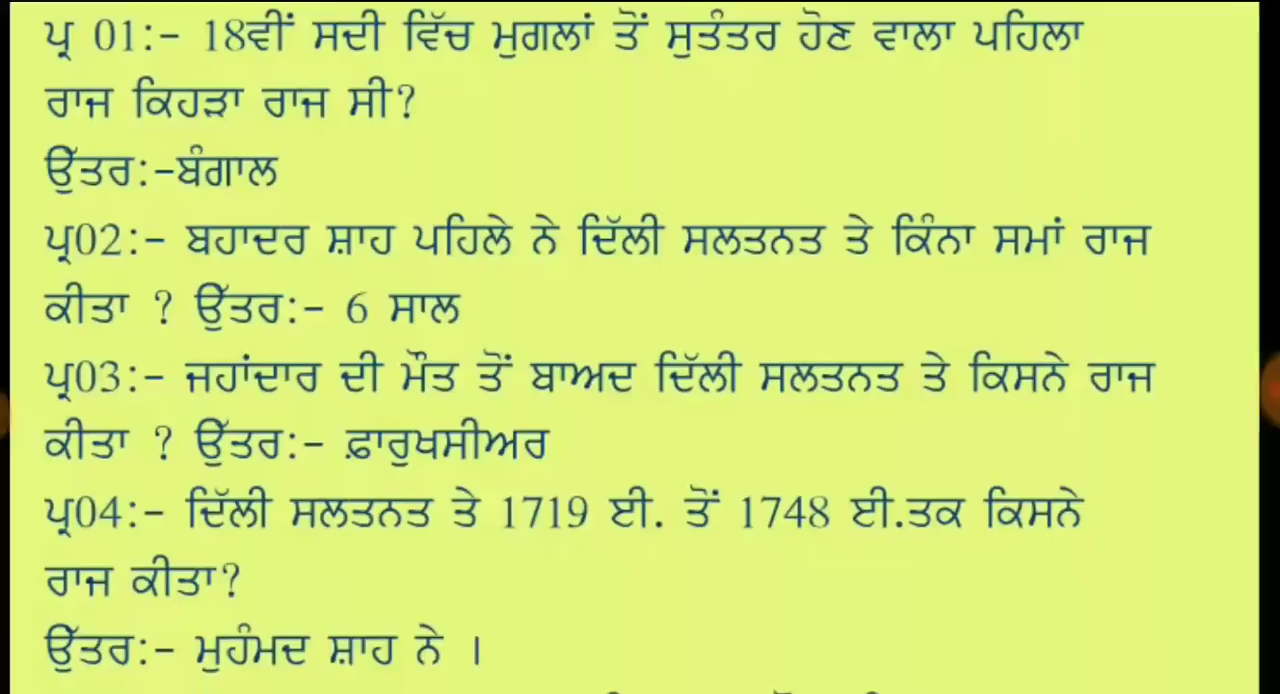 ਪ੍ਰ 01:- 18ਵੀਂ ਸਦੀ ਵਿੱਚ ਮੁਗਲਾਂ ਤੋਂ ਸੁਤੰਤਰ ਹੋਣ ਵਾਲਾ ਪਹਿਲਾ
ਰਾਜ ਕਿਹੜਾ ਰਾਜ ਸੀ?
ਉੱਤਰ:-ਬੰਗਾਲ
ਪ੍ਰ02:- ਬਹਾਦਰ ਸ਼ਾਹ ਪਹਿਲੇ ਨੇ ਦਿੱਲੀ ਸਲਤਨਤ ਤੇ ਕਿੰਨਾ ਸਮਾਂ ਰਾਜ
ਕੀਤਾ ? ਉੱਤਰ:- 6 ਸਾਲ
ਪ੍ਰ03:- ਜਹਾਂਦਾਰ ਦੀ ਮੌਤ ਤੋਂ ਬਾਅਦ ਦਿੱਲੀ ਸਲਤਨਤ ਤੇ ਕਿਸਨੇ ਰਾਜ
ਕੀਤਾ ? ਉੱਤਰ:- ਫ਼ਾਰੁਖਸੀਅਰ
ਪ੍ਰ04:- ਦਿੱਲੀ ਸਲਤਨਤ ਤੇ 1719 ਈ. ਤੋਂ 1748 ਈ.ਤਕ ਕਿਸਨੇ
ਰਾਜ ਕੀਤਾ?
ਉੱਤਰ:- ਮੁਹੰਮਦ ਸ਼ਾਹ ਨੇ ।